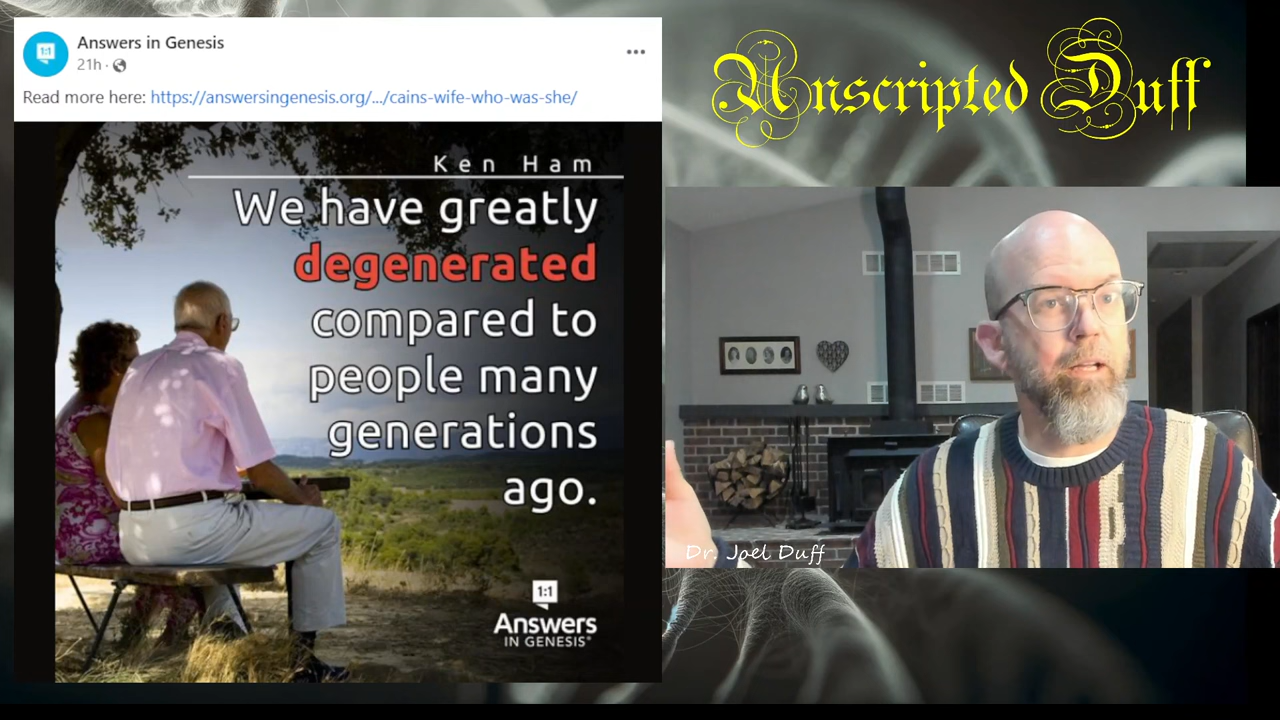 Answers in Genesis
21h ·
Read more here: https://answersingenesis.org/.../cains-wife-who-was-she/
Ken Ham
We have greatly
degenerated
compared to
people many
generations
ago.
1:1
Answers
IN GENESIS®
Unscripted Duff
Dr. Joel Duff